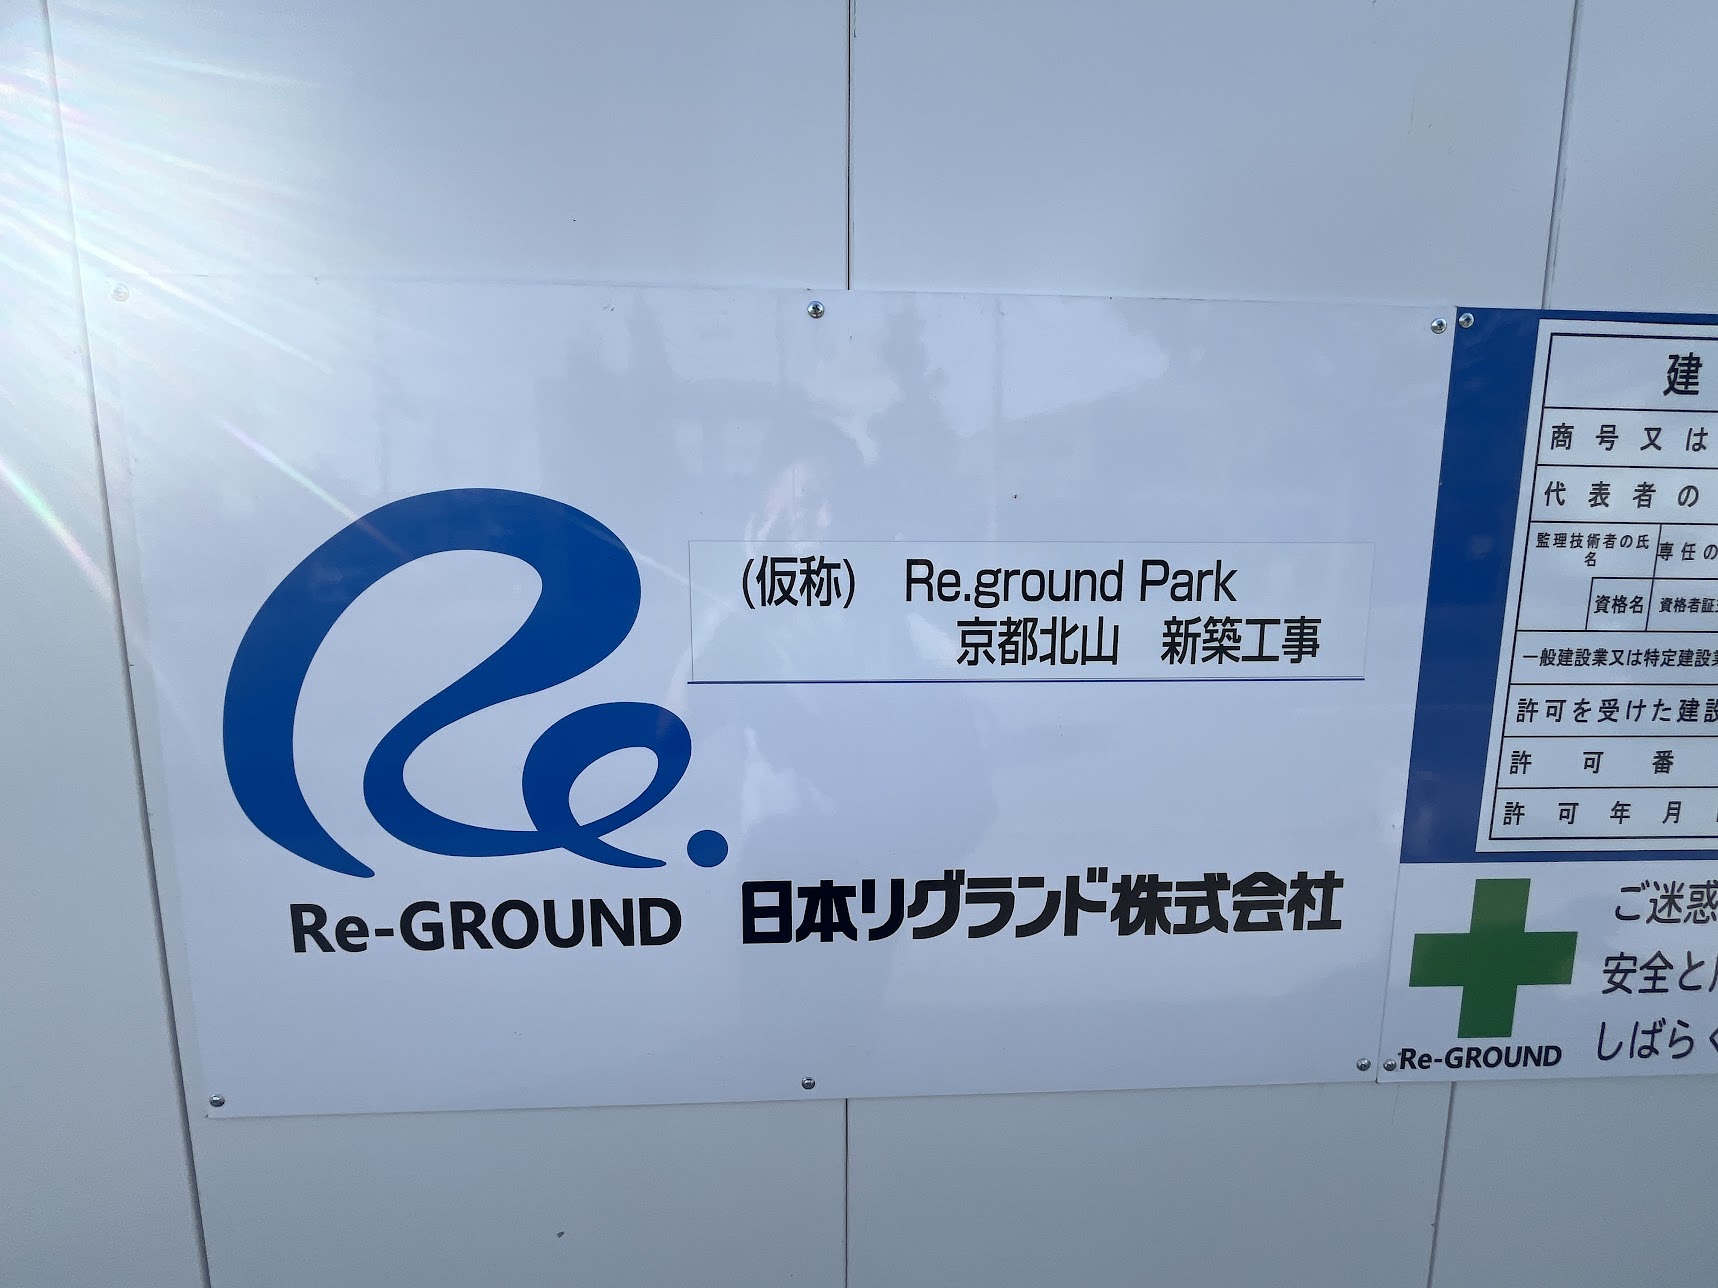 (仮称) Re.ground Park
京都北山 新築工事
Re.
Re-GROUND 日本リグランド株式会社
建
商号又は
代表者の
監理技術者の氏名
専任の
資格名
資格者証
一般建設業又は特定建設
許可を受けた建設
許可番
許可年月
ご迷惑
安全と
しばらく
Re-GROUND